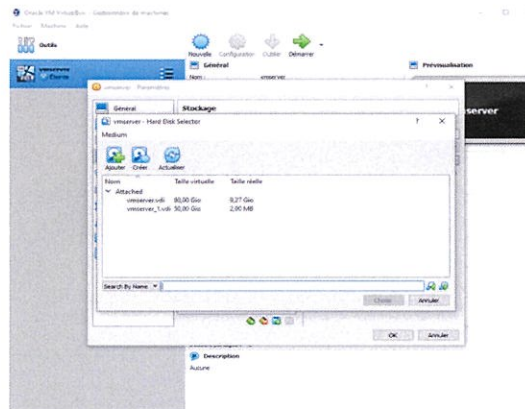 Oracle VM VirtualBox - Gestionnaire de machines
Fichier Machine Aide
Outils
Nouvelle Configuration Oublier Démarrer
vmserver
Éteinte
Général
Nom : vmserver
Prévisualisation
vmserver - Paramètres
Général
Stockage
server
vmserver - Hard Disk Selector
Medium
Ajouter Créer Actualiser
Nom Taille virtuelle Taille réelle
Attached
vmserver.vdi 80,00 Gio 9,27 Gio
vmserver_1.vdi 50,00 Gio 2,00 MB
Search By Name
Choisir Annuler
OK Annuler
Description
Aucune